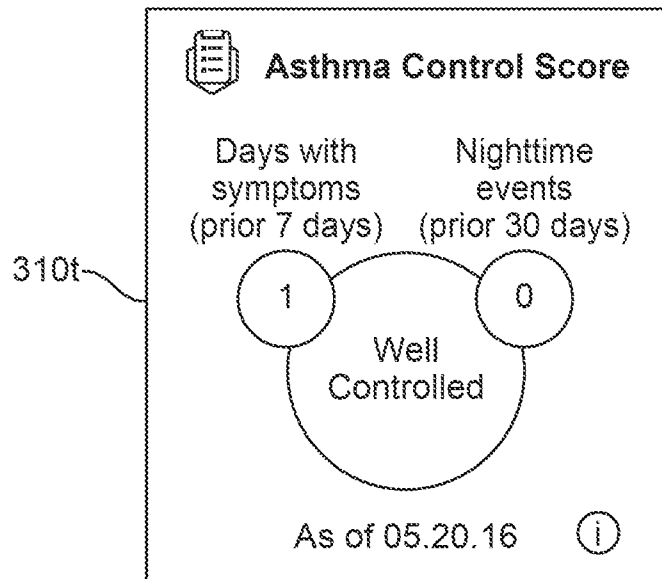 Asthma Control Score
Days with
symptoms
(prior 7 days)
Nighttime
events
(prior 30 days)
310t
1
0
Well
Controlled
As of 05.20.16
i